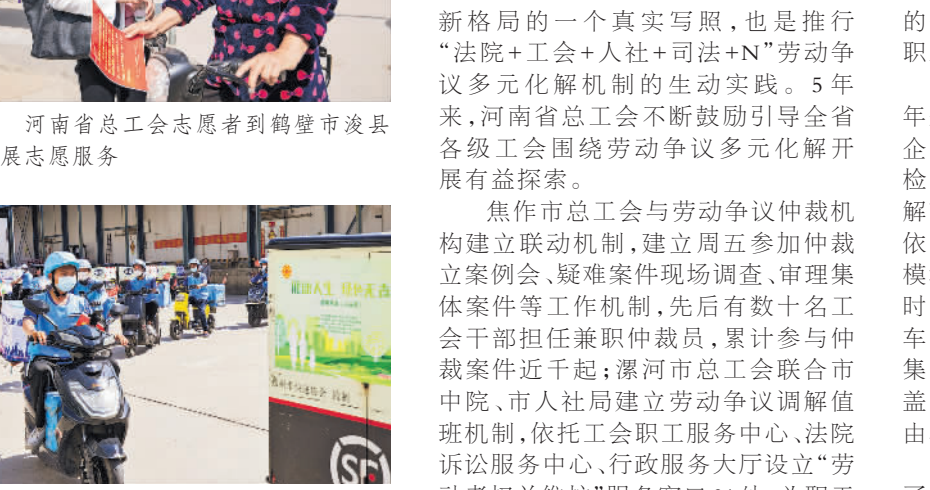 河南省总工会志愿者到鹤壁市浚县
展志愿服务
SF
新格局的一个真实写照,也是推行
“法院+工会+人社+司法+N”劳动争
议多元化解机制的生动实践。5年
来,河南省总工会不断鼓励引导全省
各级工会围绕劳动争议多元化解开
展有益探索。
焦作市总工会与劳动争议仲裁机
构建立联动机制,建立周五参加仲裁
立案例会、疑难案件现场调查、审理集
体案件等工作机制,先后有数十名工
会干部担任兼职仲裁员,累计参与仲
裁案件近千起;漯河市总工会联合市
中院、市人社局建立劳动争议调解值
班机制,依托工会职工服务中心、法院
诉讼服务中心、行政服务大厅设立“劳
的
职
年
企
检
解
依
模
时
车
集
盖
由